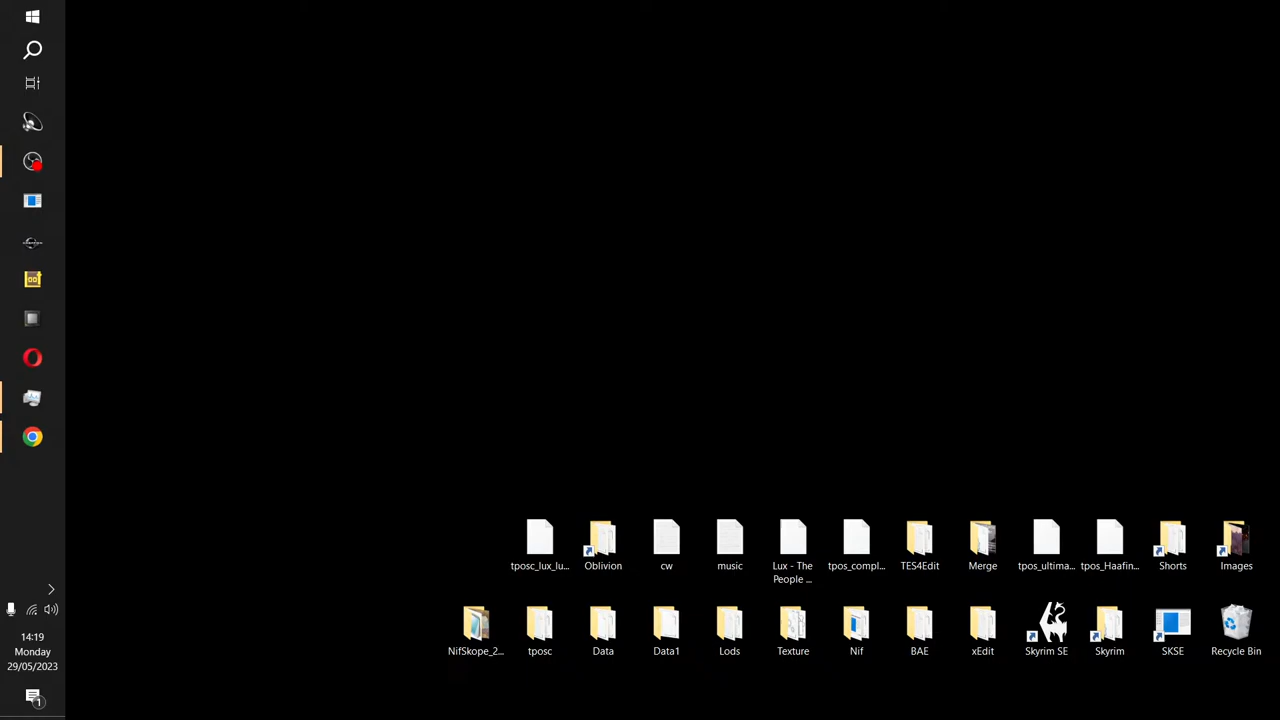 tposc_lux_lu...
Oblivion
cw
music
Lux - The
People ...
tpos_compl...
TES4Edit
Merge
tpos_ultima...
tpos_Haafin...
Shorts
Images
NifSkope_2...
tposc
Data
Data1
Lods
Texture
Nif
BAE
xEdit
Skyrim SE
Skyrim
SKSE
Recycle Bin
14:19
Monday
29/05/2023
1